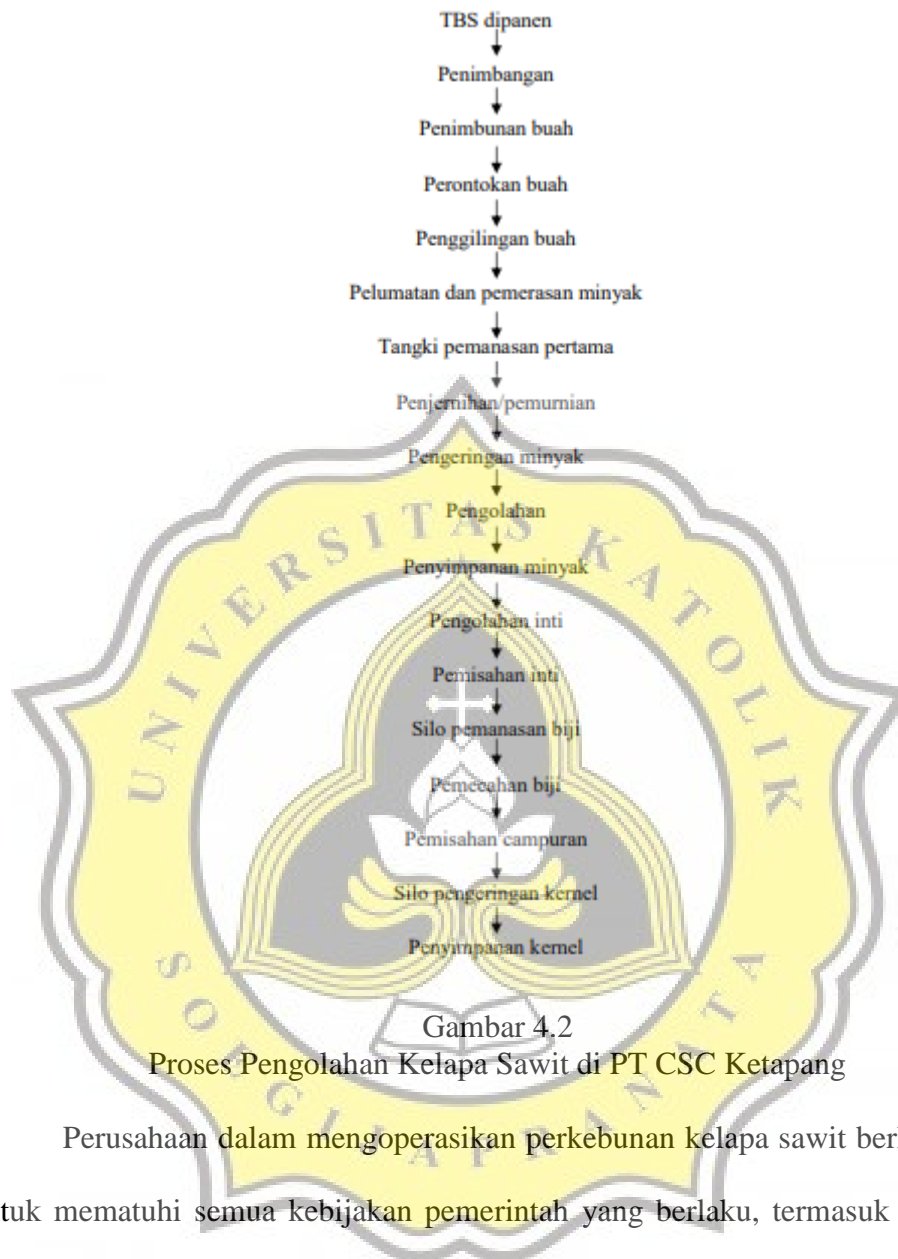 TBS dipanen
Penimbangan
Penimbunan buah
Perontokan buah
Penggilingan buah
Pelumatan dan pemerasan minyak
Tangki pemanasan pertama
Penjernihan/pemurnian
Pengeringan minyak
Pengolahan
Penyimpanan minyak
Pengolahan inti
Pemisahan inti
Silo pemanasan biji
Pemecahan biji
Pemisahan campuran
Silo pengeringan kernel
Penyimpanan kernel
UNIVERSITAS KATOLIK
SOEGIJAPRANATA
Gambar 4.2
Proses Pengolahan Kelapa Sawit di PT CSC Ketapang
Perusahaan dalam mengoperasikan perkebunan kelapa sawit ber
tuk mematuhi semua kebijakan pemerintah yang berlaku, termasuk